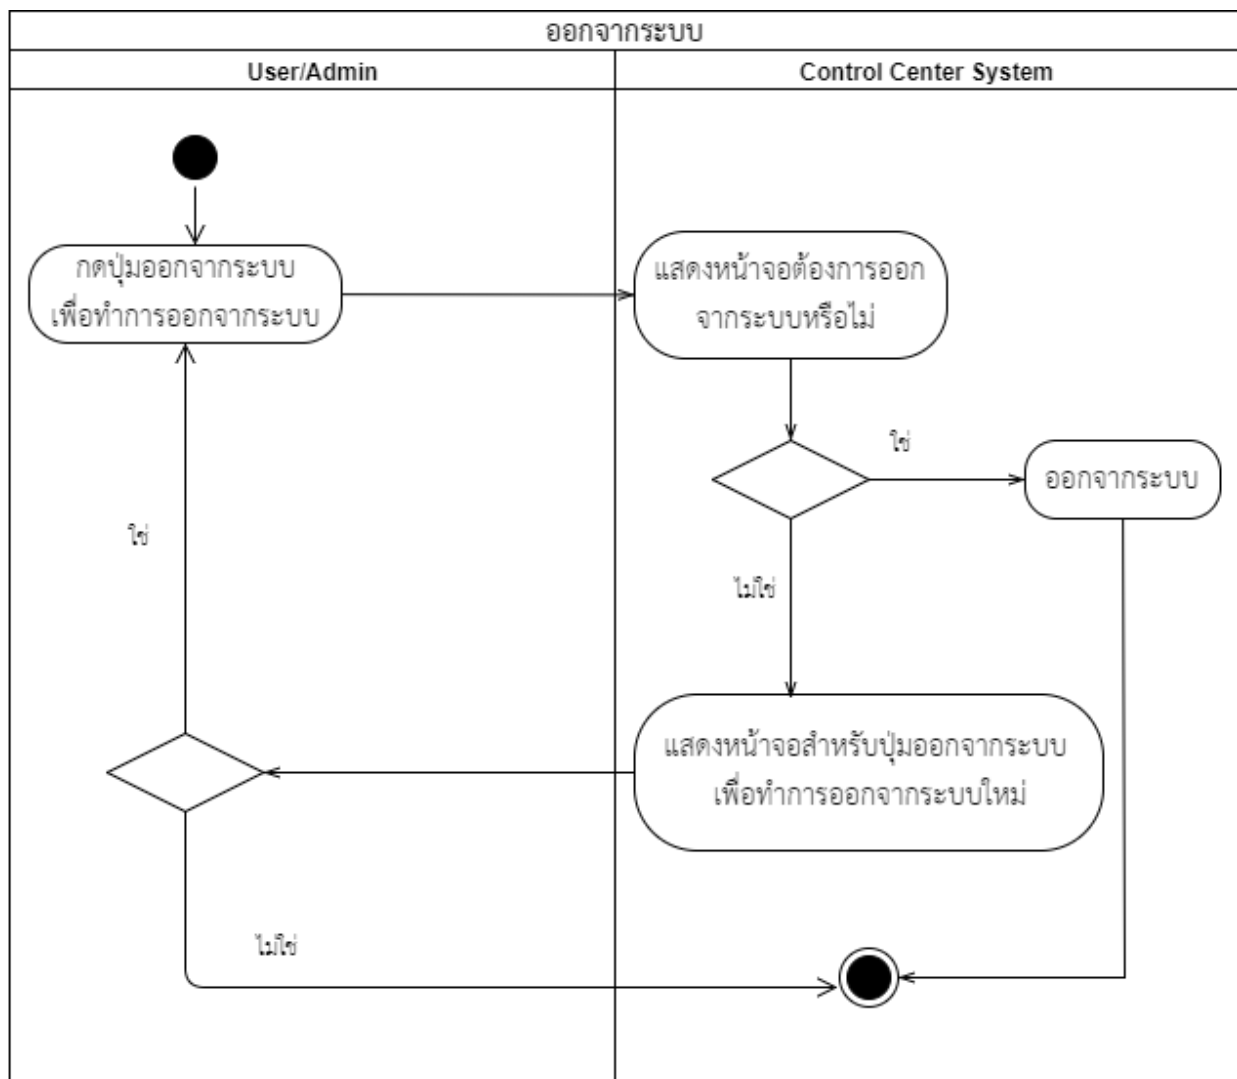 ออกจากระบบ
User/Admin
Control Center System
กดปุ่มออกจากระบบ
เพื่อทำการออกจากระบบ
แสดงหน้าจอต้องการออก
จากระบบหรือไม่
ใช่
ออกจากระบบ
ใช่
ไม่ใช่
แสดงหน้าจอสำหรับปุ่มออกจากระบบ
เพื่อทำการออกจากระบบใหม่
ไม่ใช่